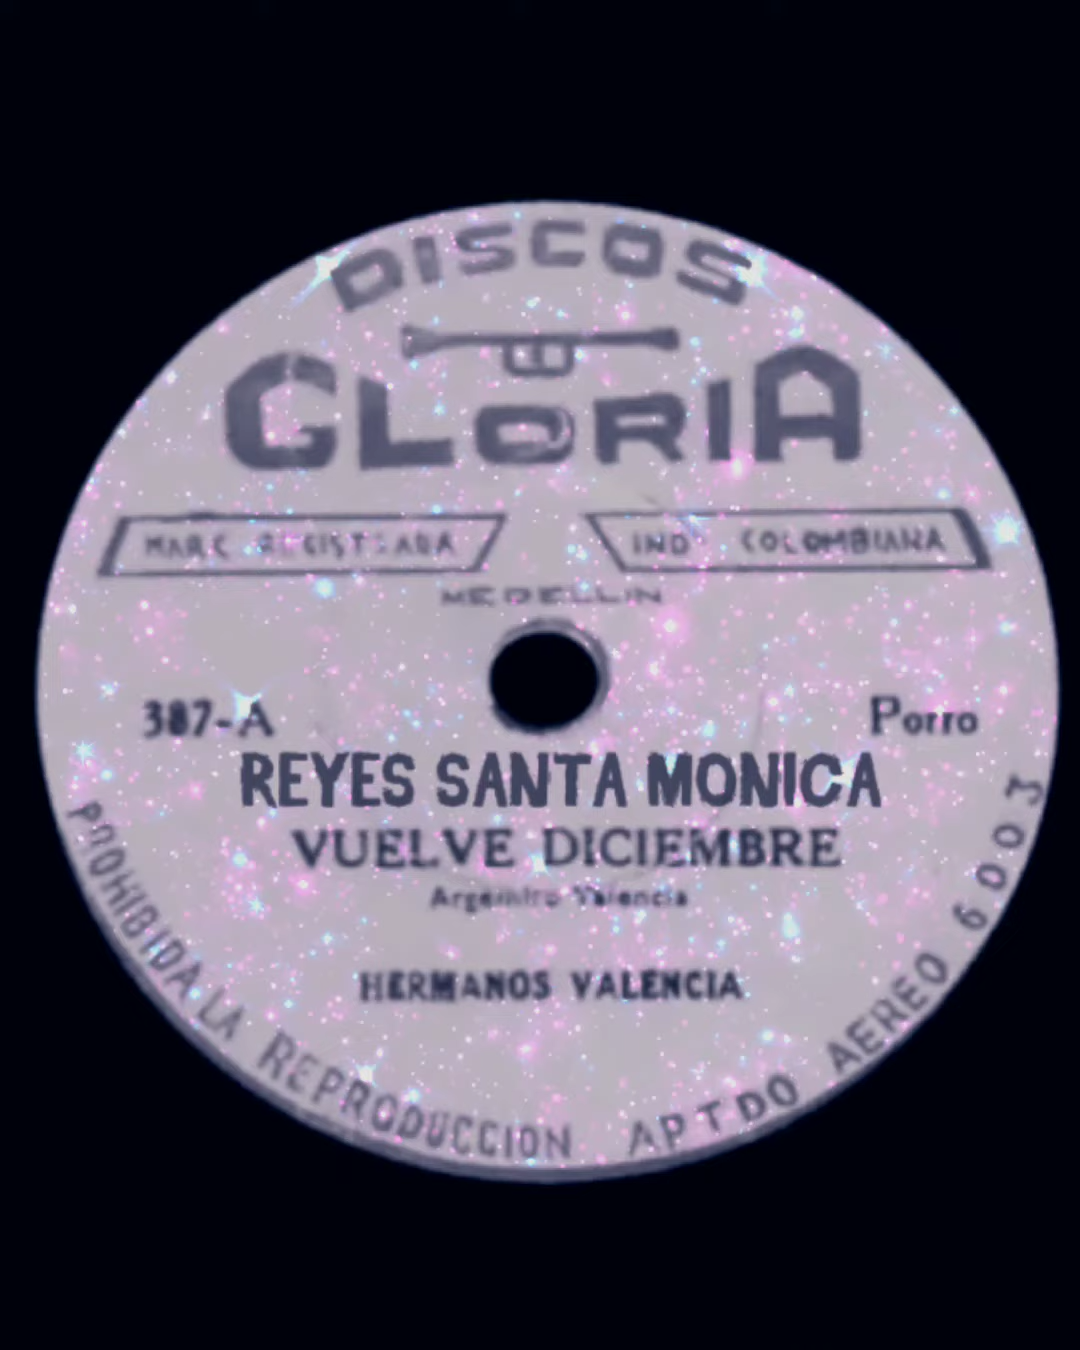 DISCOS
GLORIA
MARC REGISTRADA
IND COLOMBIANA
MEDELLIN
387-A
Porro
REYES SANTA MONICA
VUELVE DICIEMBRE
Argemiro Valencia
HERMANOS VALENCIA
PROHIBIDA LA REPRODUCCION APTDO AEREO 6003